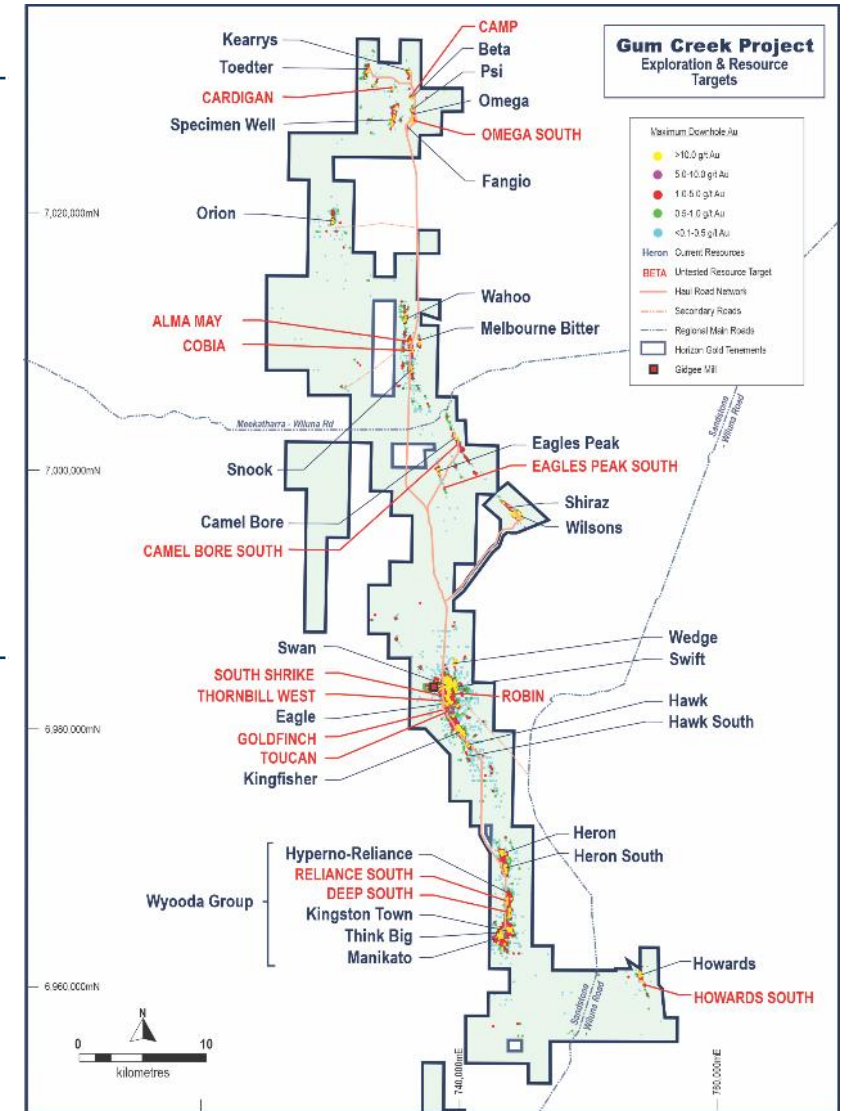 Gum Creek Project
Exploration & Resource
Targets
Maximum Downhole Au
>10.0 g/t Au
5.0-10.0 g/t Au
1.0-5.0 g/t Au
0.5-1.0 g/t Au
<0.1-0.5 g/t Au
Heron Current Resources
BETA Untested Resource Target
Haul Road Network
Secondary Roads
Regional Main Roads
Horizon Gold Tenements
Gidgee Mill
Kearrys
Toedter
CARDIGAN
Specimen Well
CAMP
Beta
Psi
Omega
OMEGA SOUTH
Fangio
7,020,000mN
Orion
Wahoo
ALMA MAY
Melbourne Bitter
COBIA
Meekatharra - Wiluna Rd
Sandstone
- Wiluna Road
7,000,000mN
Snook
Eagles Peak
EAGLES PEAK SOUTH
Camel Bore
CAMEL BORE SOUTH
Shiraz
Wilsons
Swan
Wedge
Swift
SOUTH SHRIKE
THORNBILL WEST
ROBIN
Eagle
Hawk
Hawk South
6,980,000mN
GOLDFINCH
TOUCAN
Kingfisher
Heron
Heron South
Wyooda Group
Hyperno-Reliance
RELIANCE SOUTH
DEEP SOUTH
Kingston Town
Think Big
Manikato
Howards
HOWARDS SOUTH
6,960,000mN
Sandstone
- Wiluna Road
N
0 10
kilometres
740,000mE
760,000mE